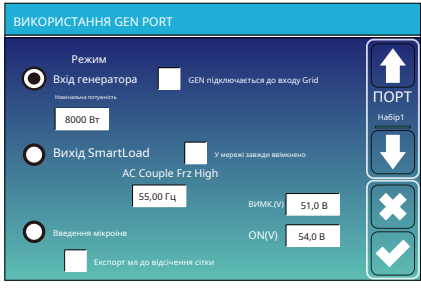 ВИКОРИСТАННЯ GEN PORT
Режим
Вхід генератора
GEN підключається до входу Grid
Номінальна потужність
8000 Вт
Вихід SmartLoad
У мережі завжди ввімкнено
AC Couple Frz High
55,00 Гц
ВИМК.(V)
51,0 В
Введення мікроінв
ON(V)
54,0 В
Експорт мл до відсічення сітки
ПОРТ
Набір1